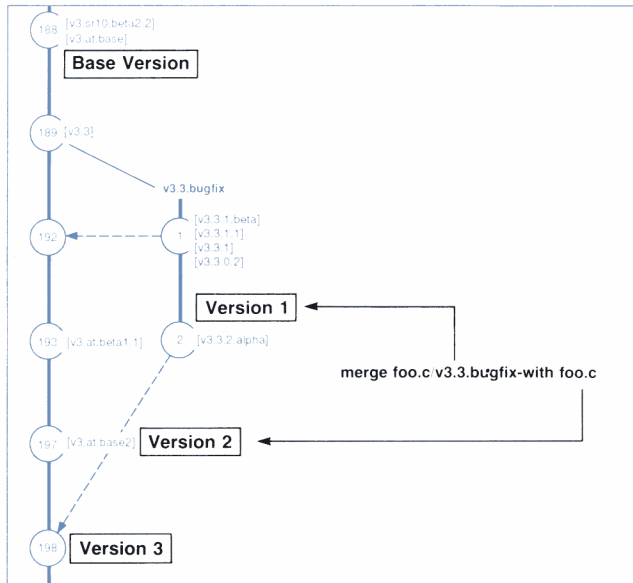 188 [v3.sr10.beta2.2]
[v3.at.base]
Base Version
189 [v3.3]
v3.3.bugfix
192
1 [v3.3.1.beta]
[v3.3.1.1]
[v3.3.1]
[v3.3.0.2]
Version 1
193 [v3.at.beta1.1]
2 [v3.3.2.alpha]
merge foo.c/v3.3.bugfix-with foo.c
197 [v3.at.base2]
Version 2
198
Version 3